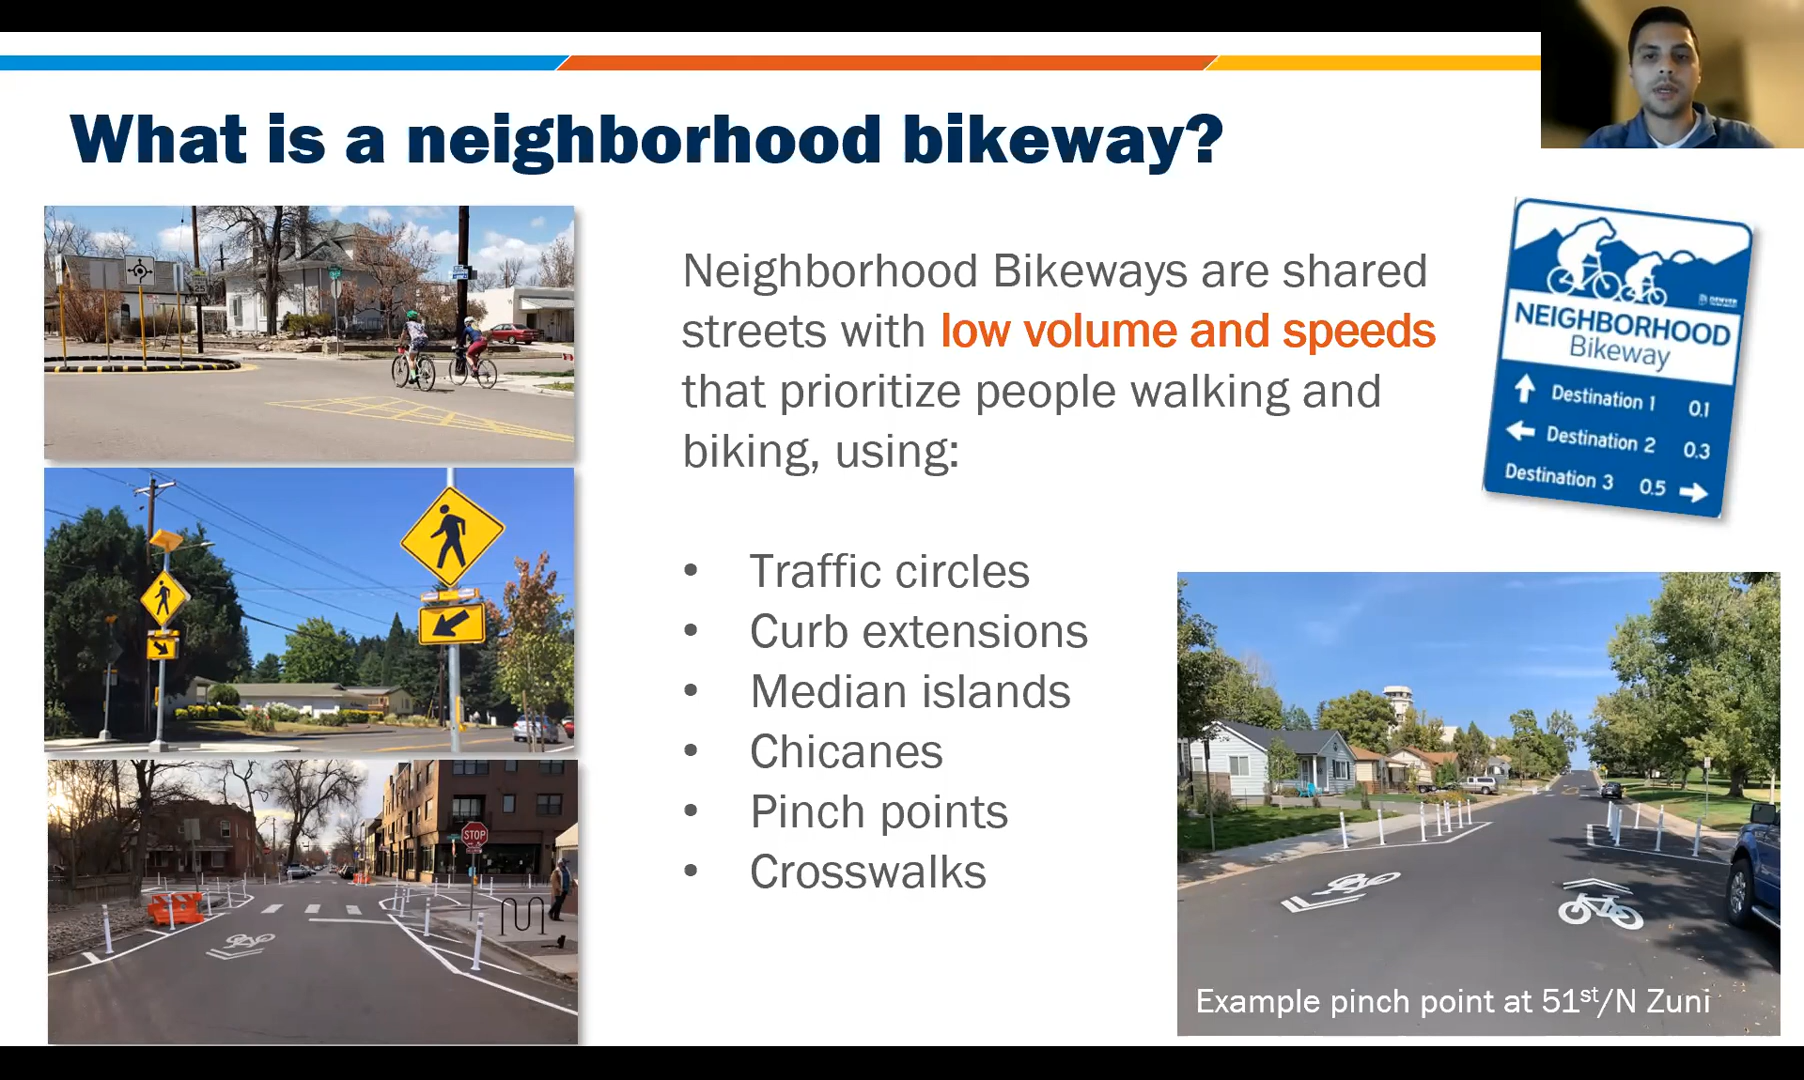 What is a neighborhood bikeway?
Neighborhood Bikeways are shared
streets with low volume and speeds
that prioritize people walking and
biking, using:
• Traffic circles
• Curb extensions
• Median islands
• Chicanes
• Pinch points
• Crosswalks
DENVER
NEIGHBORHOOD
Bikeway
Destination 1 0.1
Destination 2 0.3
Destination 3 0.5
STOP
25
Example pinch point at 51st/N Zuni